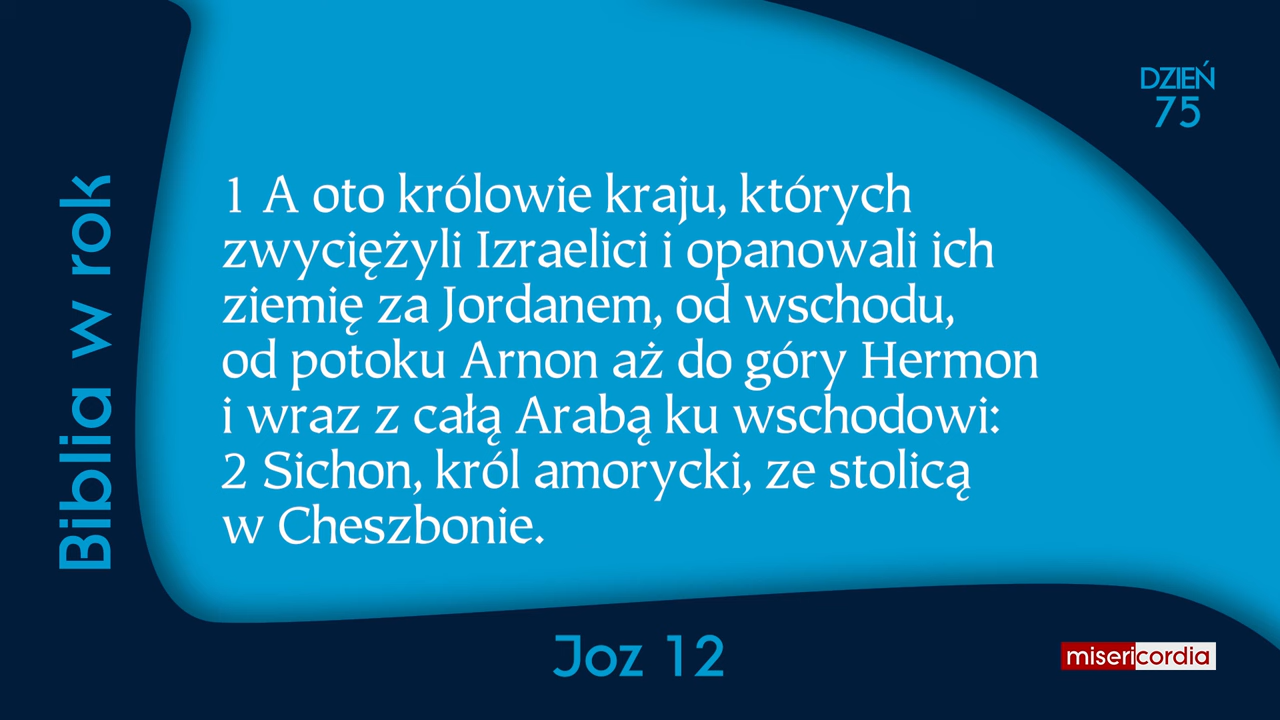 DZIEŃ
75
Biblia w rok
1 A oto królowie kraju, których
zwyciężyli Izraelici i opanowali ich
ziemię za Jordanem, od wschodu,
od potoku Arnon aż do góry Hermon
i wraz z całą Arabą ku wschodowi:
2 Sichon, król amorycki, ze stolicą
w Cheszbonie.
Joz 12
misericordia